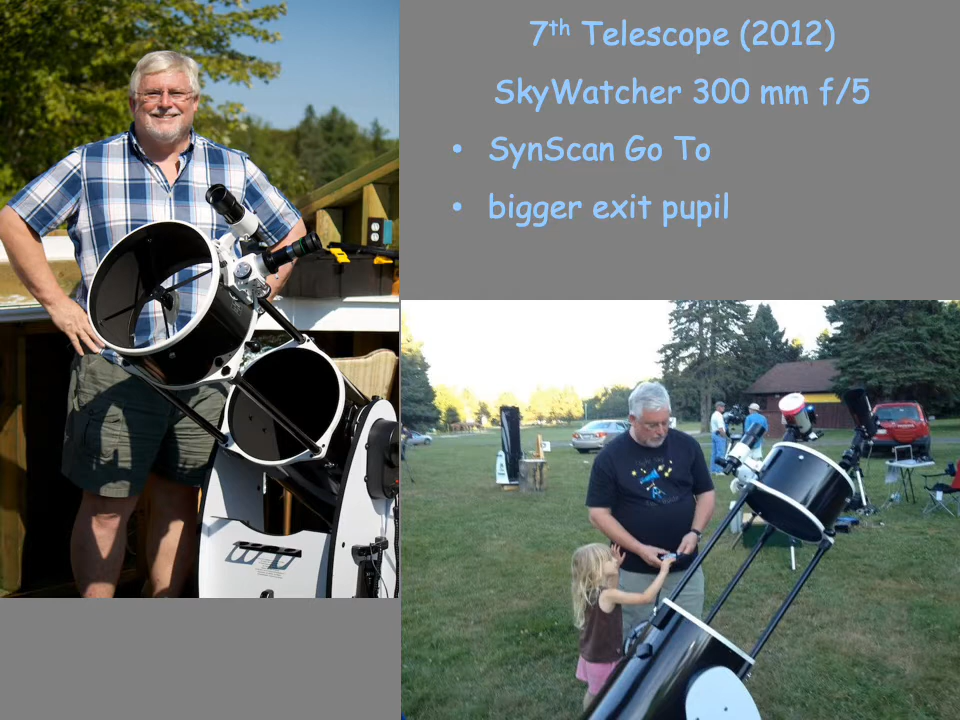 7th Telescope (2012)
SkyWatcher 300 mm f/5
• SynScan Go To
• bigger exit pupil